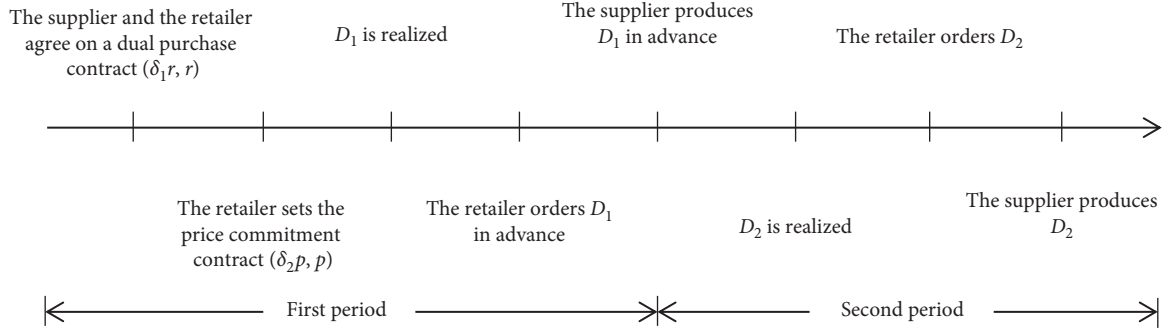 The supplier and the retailer
agree on a dual purchase
contract (δ₁r, r)
D₁ is realized
The supplier produces
D₁ in advance
The retailer orders D₂
The retailer sets the
price commitment
contract (δ₂p, p)
The retailer orders D₁
in advance
D₂ is realized
The supplier produces
D₂
First period
Second period